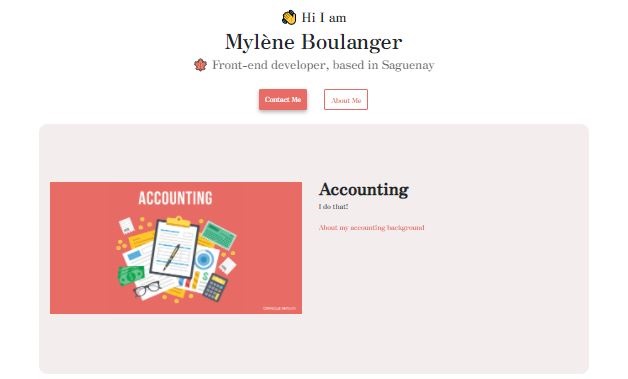 Hi I am
Mylène Boulanger
Front-end developer, based in Saguenay
Contact Me
About Me
ACCOUNTING
Accounting
I do that!
About my accounting background